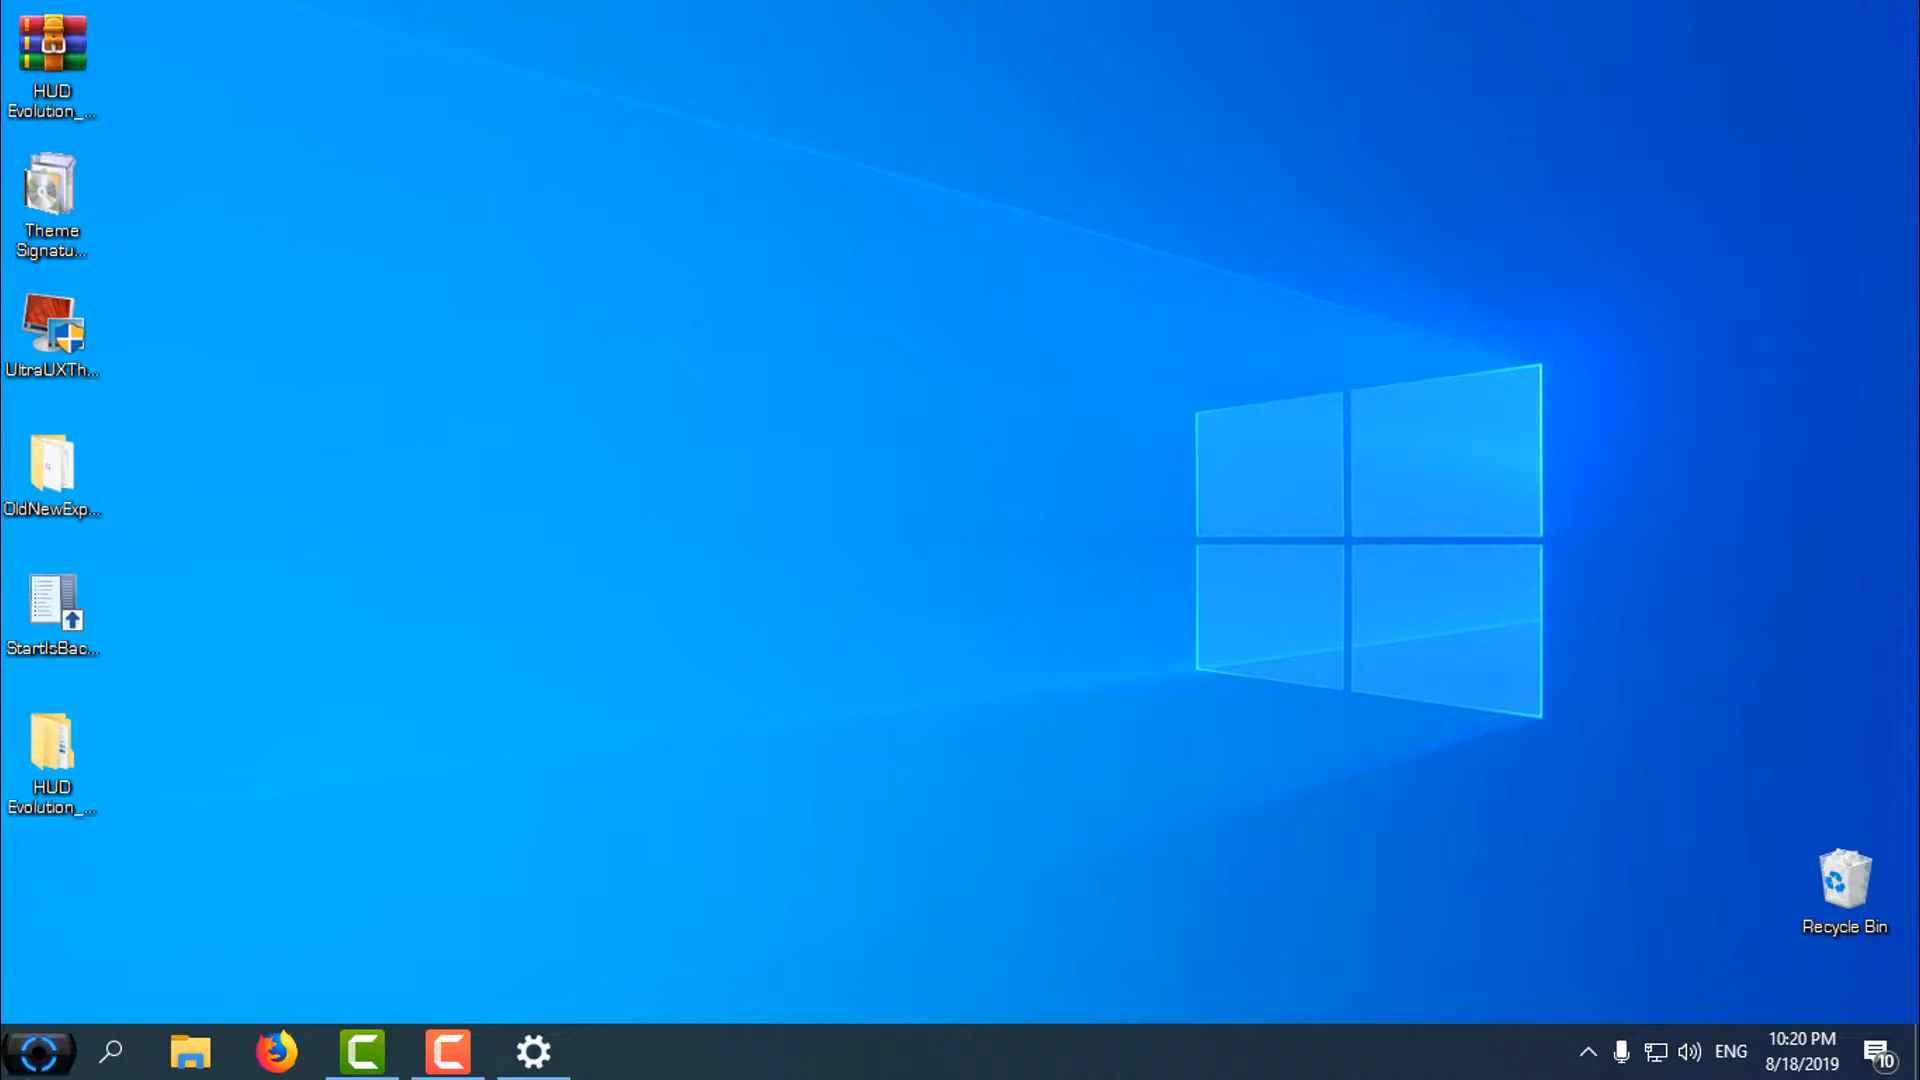 HUD
Evolution_...
Theme
Signatu...
UltraUXTh...
OldNewExp...
StartIsBac...
HUD
Evolution_...
Recycle Bin
ENG
10:20 PM
8/18/2019
10